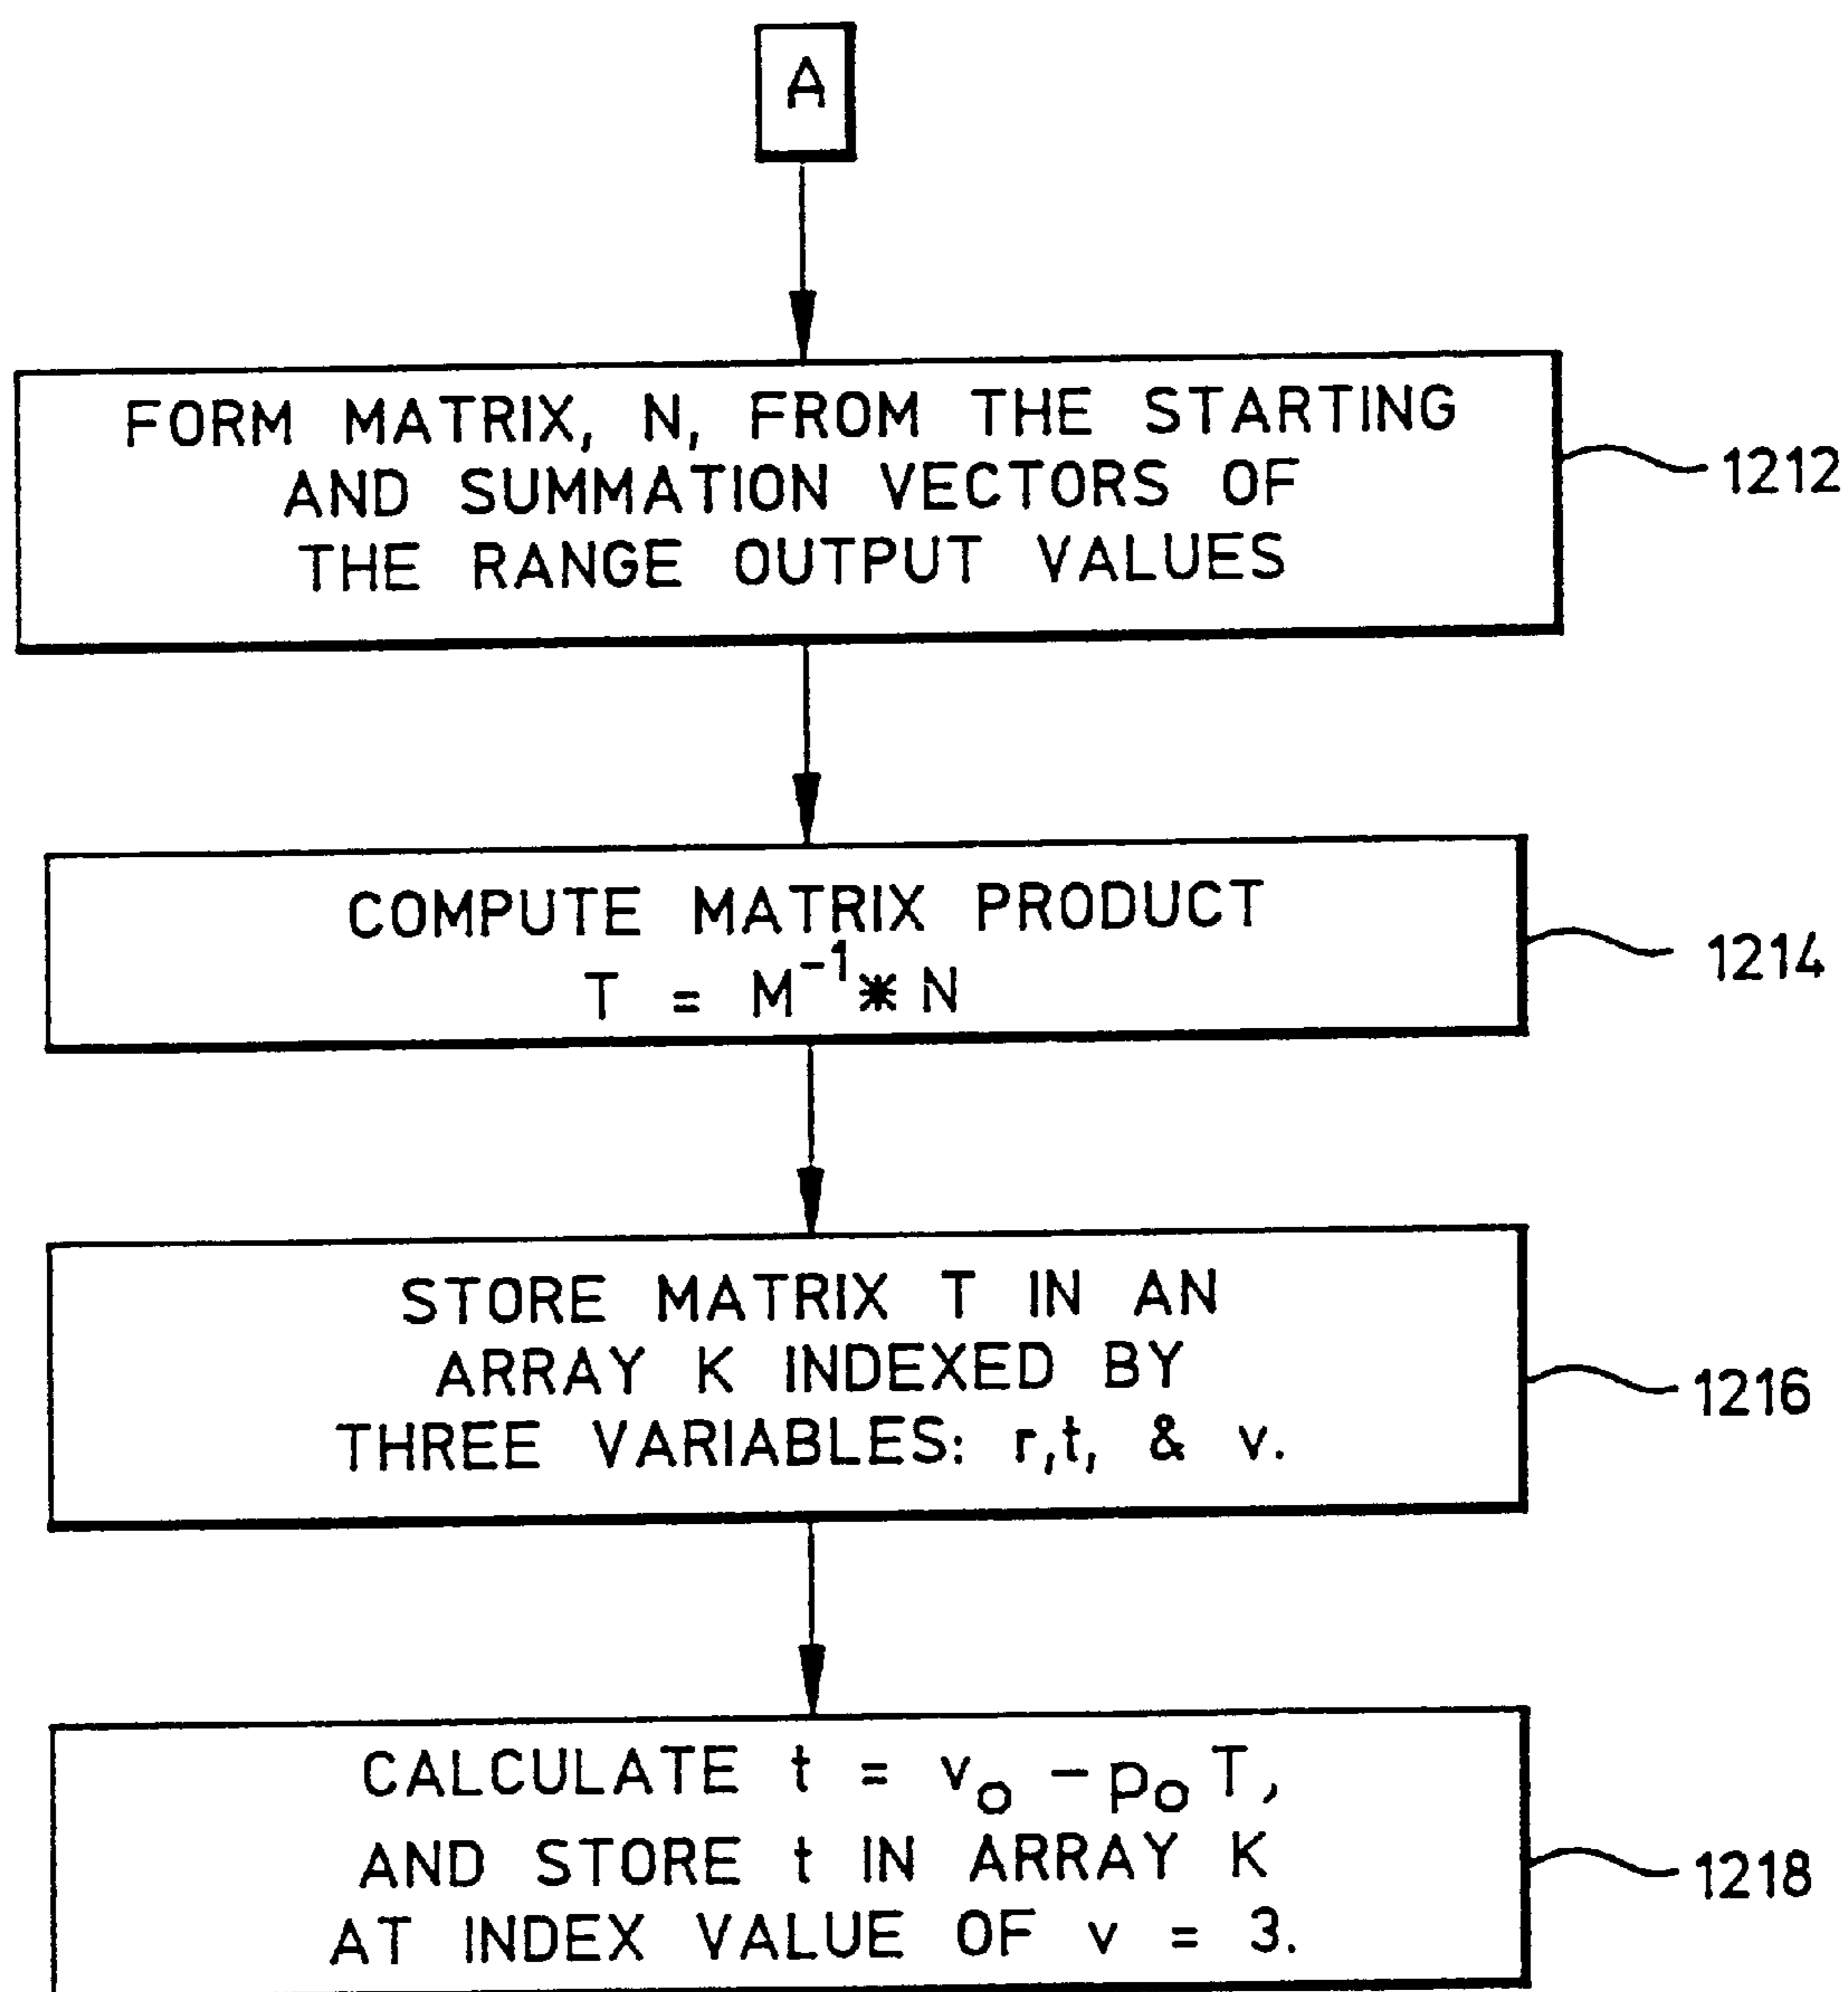 A
FORM MATRIX, N, FROM THE STARTING
AND SUMMATION VECTORS OF
THE RANGE OUTPUT VALUES
1212
COMPUTE MATRIX PRODUCT
T = M⁻¹* N
1214
STORE MATRIX T IN AN
ARRAY K INDEXED BY
THREE VARIABLES: r,t, & v.
1216
CALCULATE t = v₀ - p₀ T,
AND STORE t IN ARRAY K
AT INDEX VALUE OF v = 3.
1218